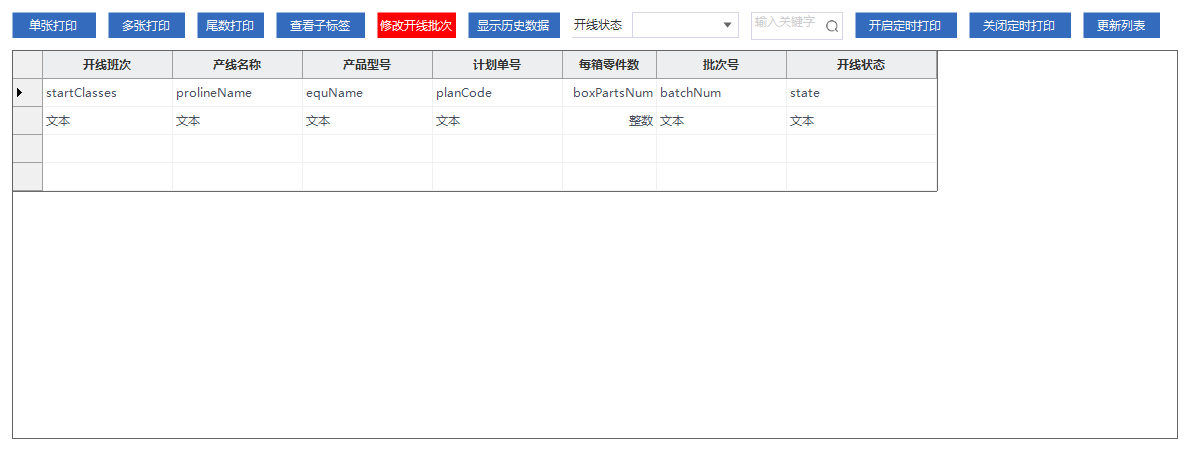 单张打印 多张打印 尾数打印 查看子标签 修改开线批次 显示历史数据 开线状态 输入关键字 开启定时打印 关闭定时打印 更新列表
开线班次 产线名称 产品型号 计划单号 每箱零件数 批次号 开线状态
startClasses prolineName equName planCode boxPartsNum batchNum state
文本 文本 文本 文本 整数 文本 文本